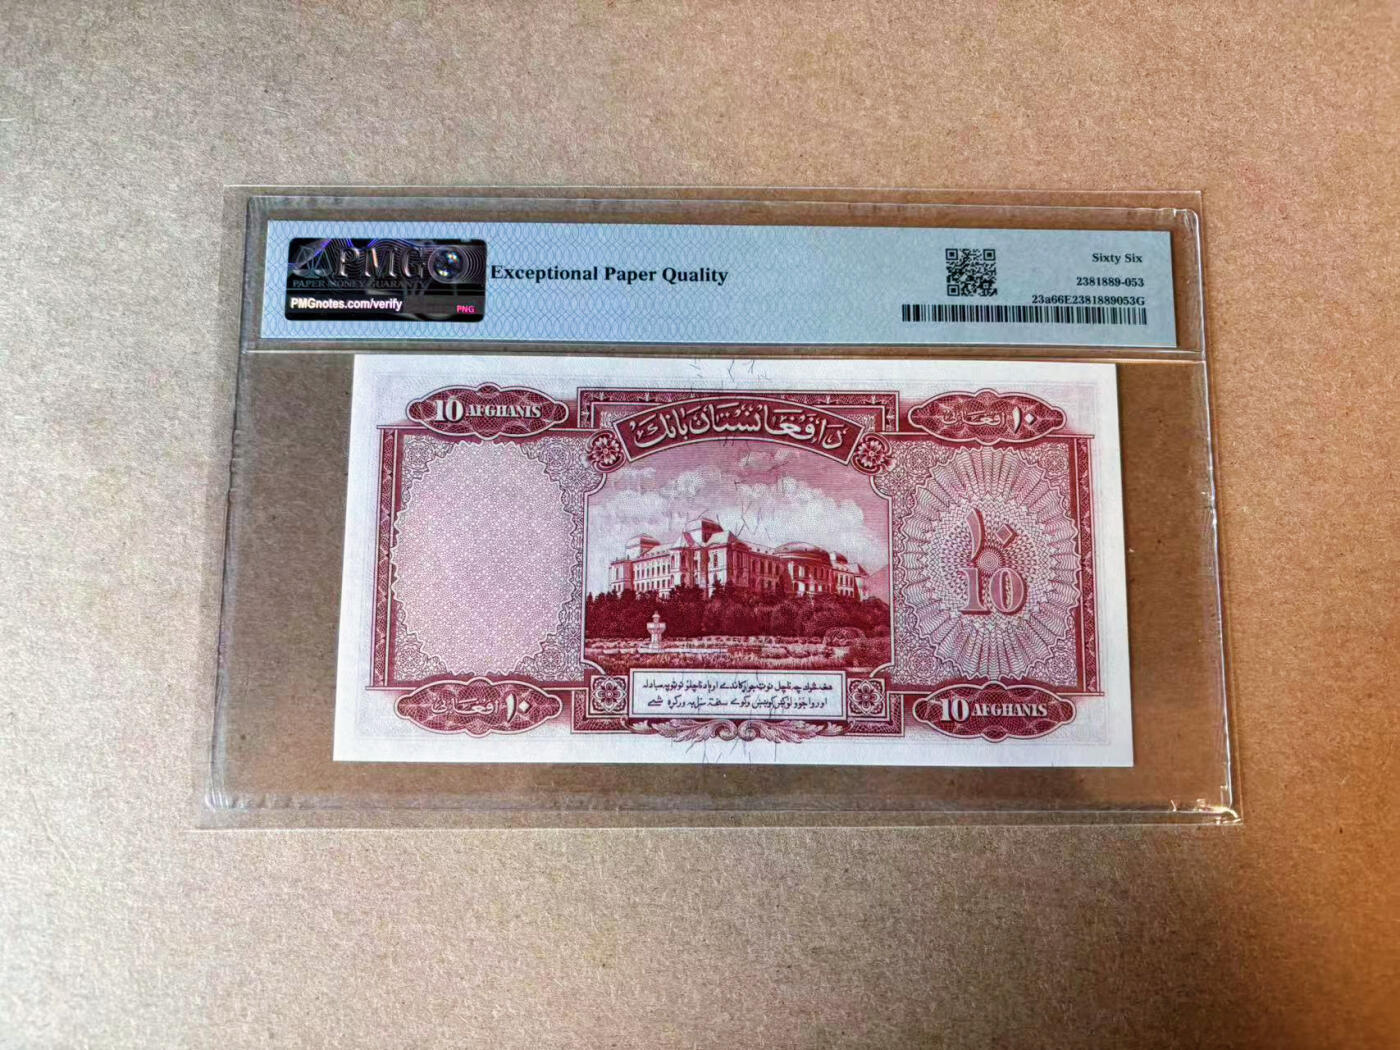 PMG
PAPER MONEY GUARANTY
PMGnotes.com/verify
PNG
Exceptional Paper Quality
Sixty Six
2381889-053
23a66E2381889053G
10 AFGHANIS
دافغانستان بانک
۱۰ افغانی
۱۰
10
۱۰ افغانی
10 AFGHANIS